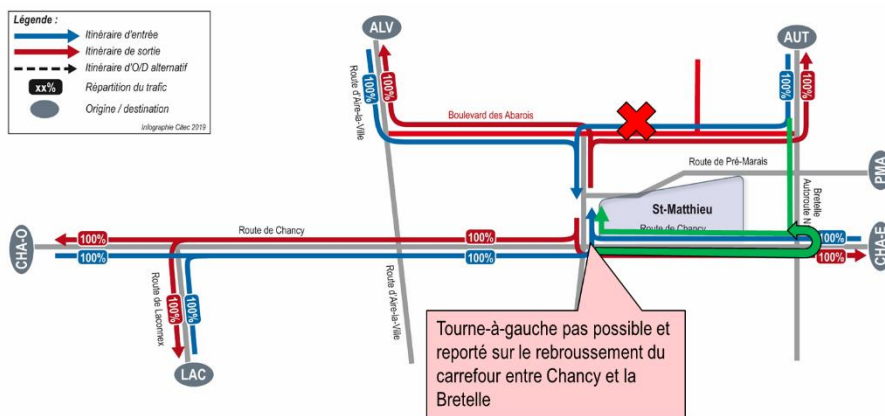 Légende :
Itinéraire d'entrée
Itinéraire de sortie
Itinéraire d'O/D alternatif
xx% Répartition du trafic
Origine / destination
Infographie Citec 2019
ALV
AUT
100%
100%
100%
100%
Route d'Aire-la-Ville
Boulevard des Abarois
Route de Pré-Marais
PMA
Bretelle
Autoroute N
St-Matthieu
Route de Chancy
CHA-O
100%
Route de Chancy
100%
100%
CHA-E
100%
100%
100%
100%
100%
Route de Laconnex
100%
Route d'Aire-la-Ville
LAC
Tourne-à-gauche pas possible et
reporté sur le rebroussement du
carrefour entre Chancy et la
Bretelle